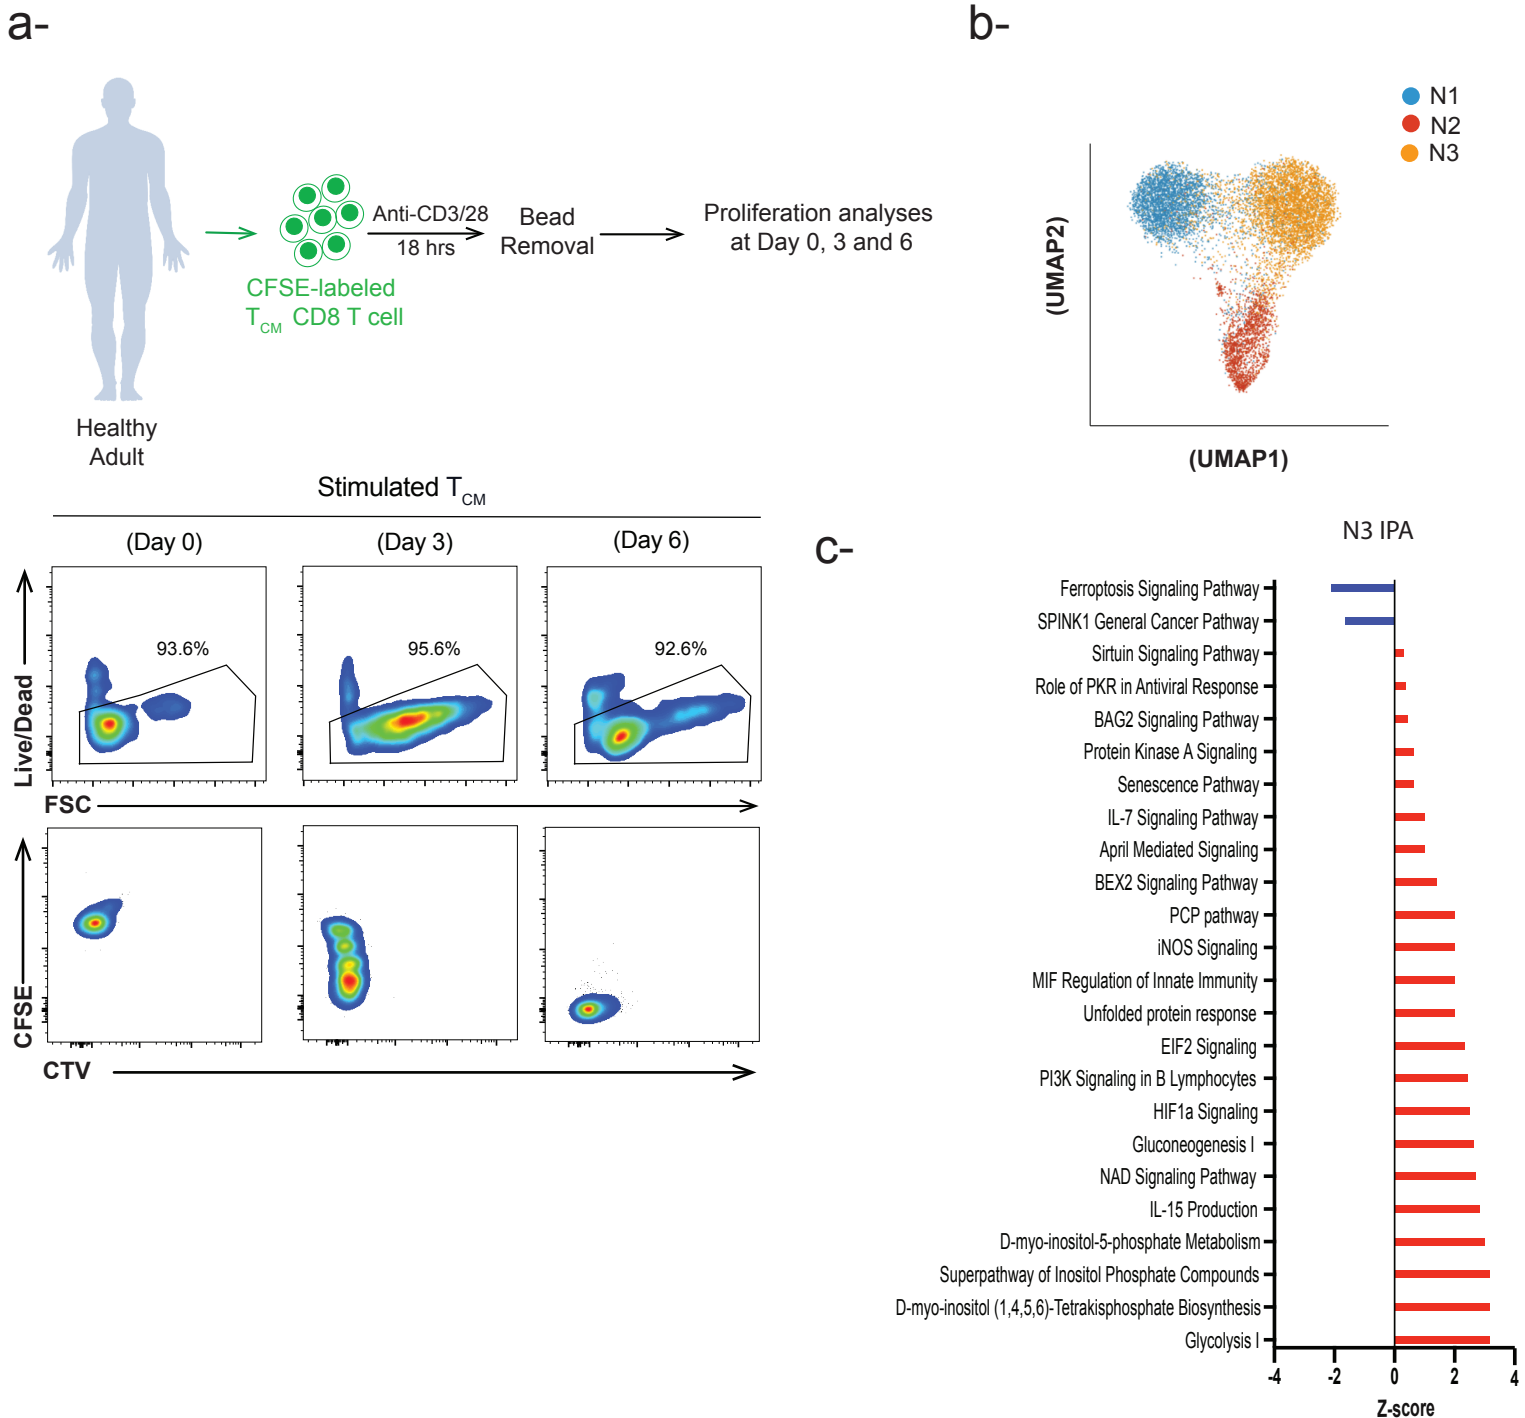 a-
Healthy
Adult
CFSE-labeled
TCM CD8 T cell
Anti-CD3/28
18 hrs
Bead
Removal
Proliferation analyses
at Day 0, 3 and 6
Stimulated TCM
(Day 0)
(Day 3)
(Day 6)
93.6%
95.6%
92.6%
Live/Dead
FSC
CFSE
CTV
b-
N1
N2
N3
(UMAP2)
(UMAP1)
c-
N3 IPA
Ferroptosis Signaling Pathway
SPINK1 General Cancer Pathway
Sirtuin Signaling Pathway
Role of PKR in Antiviral Response
BAG2 Signaling Pathway
Protein Kinase A Signaling
Senescence Pathway
IL-7 Signaling Pathway
April Mediated Signaling
BEX2 Signaling Pathway
PCP pathway
iNOS Signaling
MIF Regulation of Innate Immunity
Unfolded protein response
EIF2 Signaling
PI3K Signaling in B Lymphocytes
HIF1a Signaling
Gluconeogenesis I
NAD Signaling Pathway
IL-15 Production
D-myo-inositol-5-phosphate Metabolism
Superpathway of Inositol Phosphate Compounds
D-myo-inositol (1,4,5,6)-Tetrakisphosphate Biosynthesis
Glycolysis I
-4 -2 0 2 4
Z-score